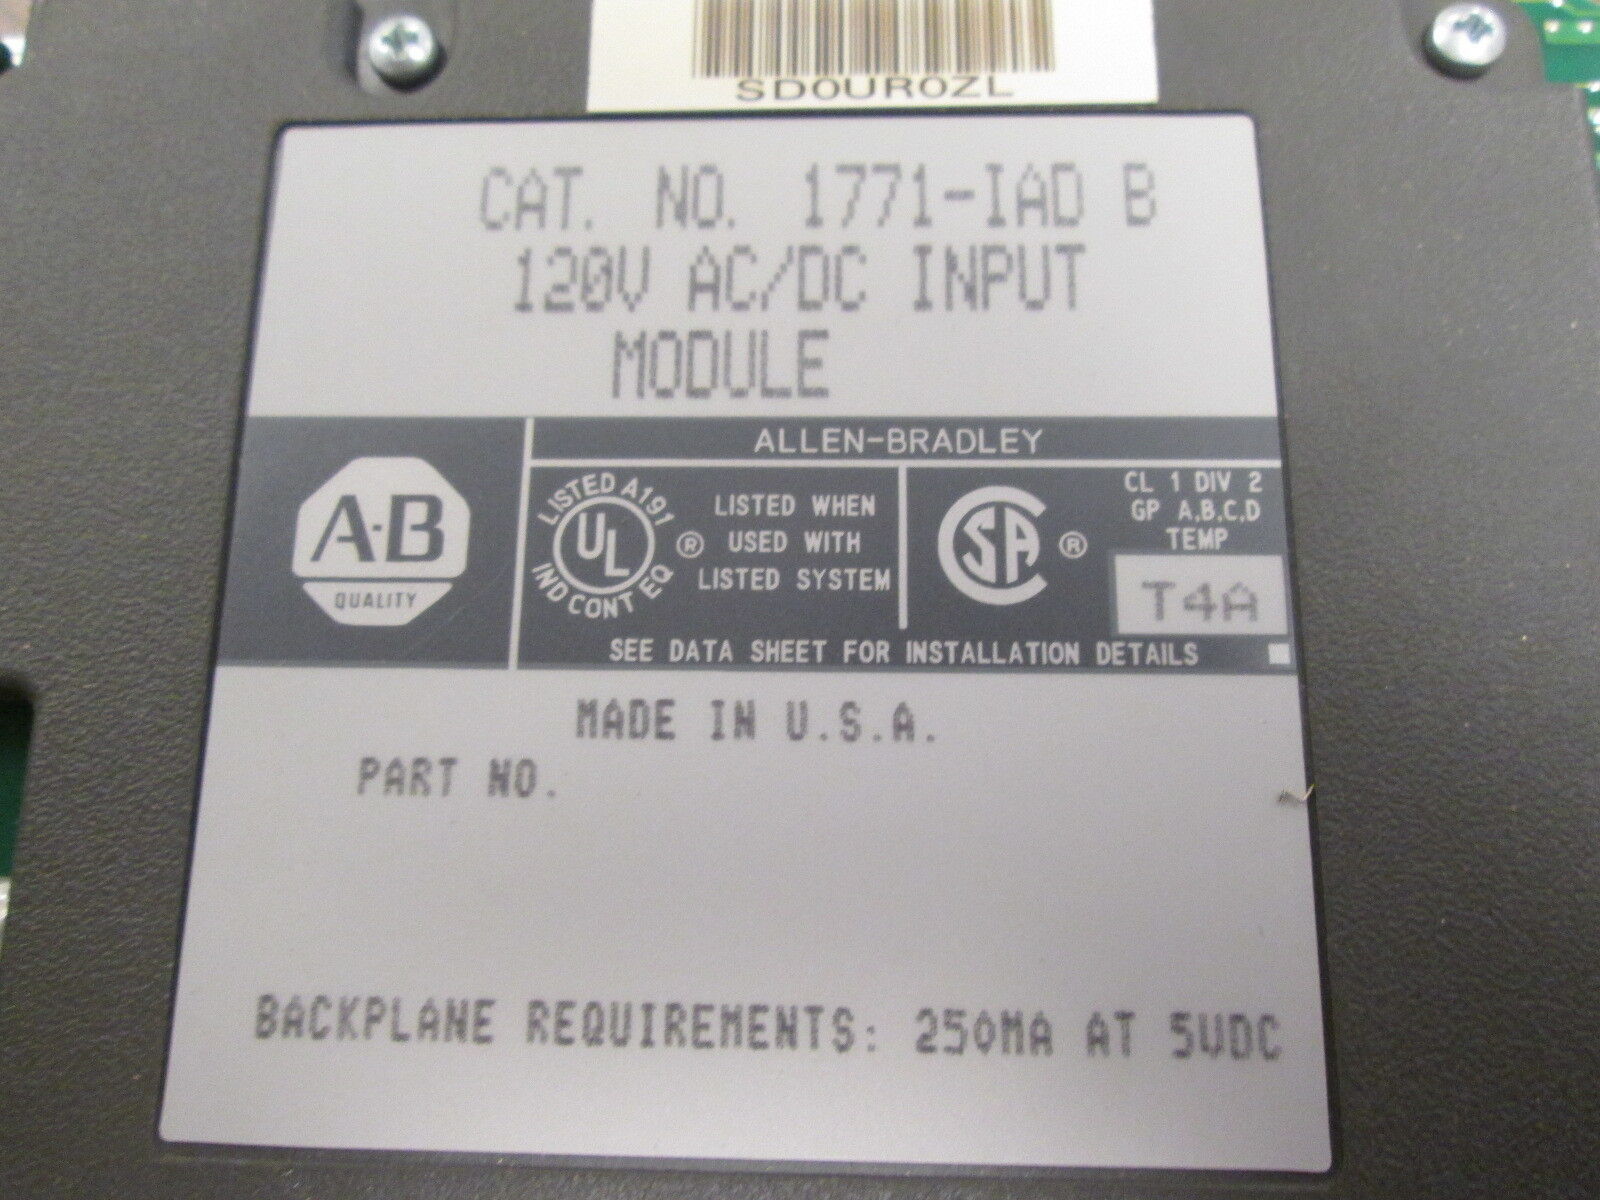 SD0UR0ZL
CAT. NO. 1771-IAD B
120V AC/DC INPUT
MODULE
ALLEN-BRADLEY
A-B
QUALITY
LISTED A191
UL
IND CONT EQ
®
LISTED WHEN
USED WITH
LISTED SYSTEM
SA
®
CL 1 DIV 2
GP A,B,C,D
TEMP
T4A
SEE DATA SHEET FOR INSTALLATION DETAILS
MADE IN U.S.A.
PART NO.
BACKPLANE REQUIREMENTS: 250MA AT 5VDC